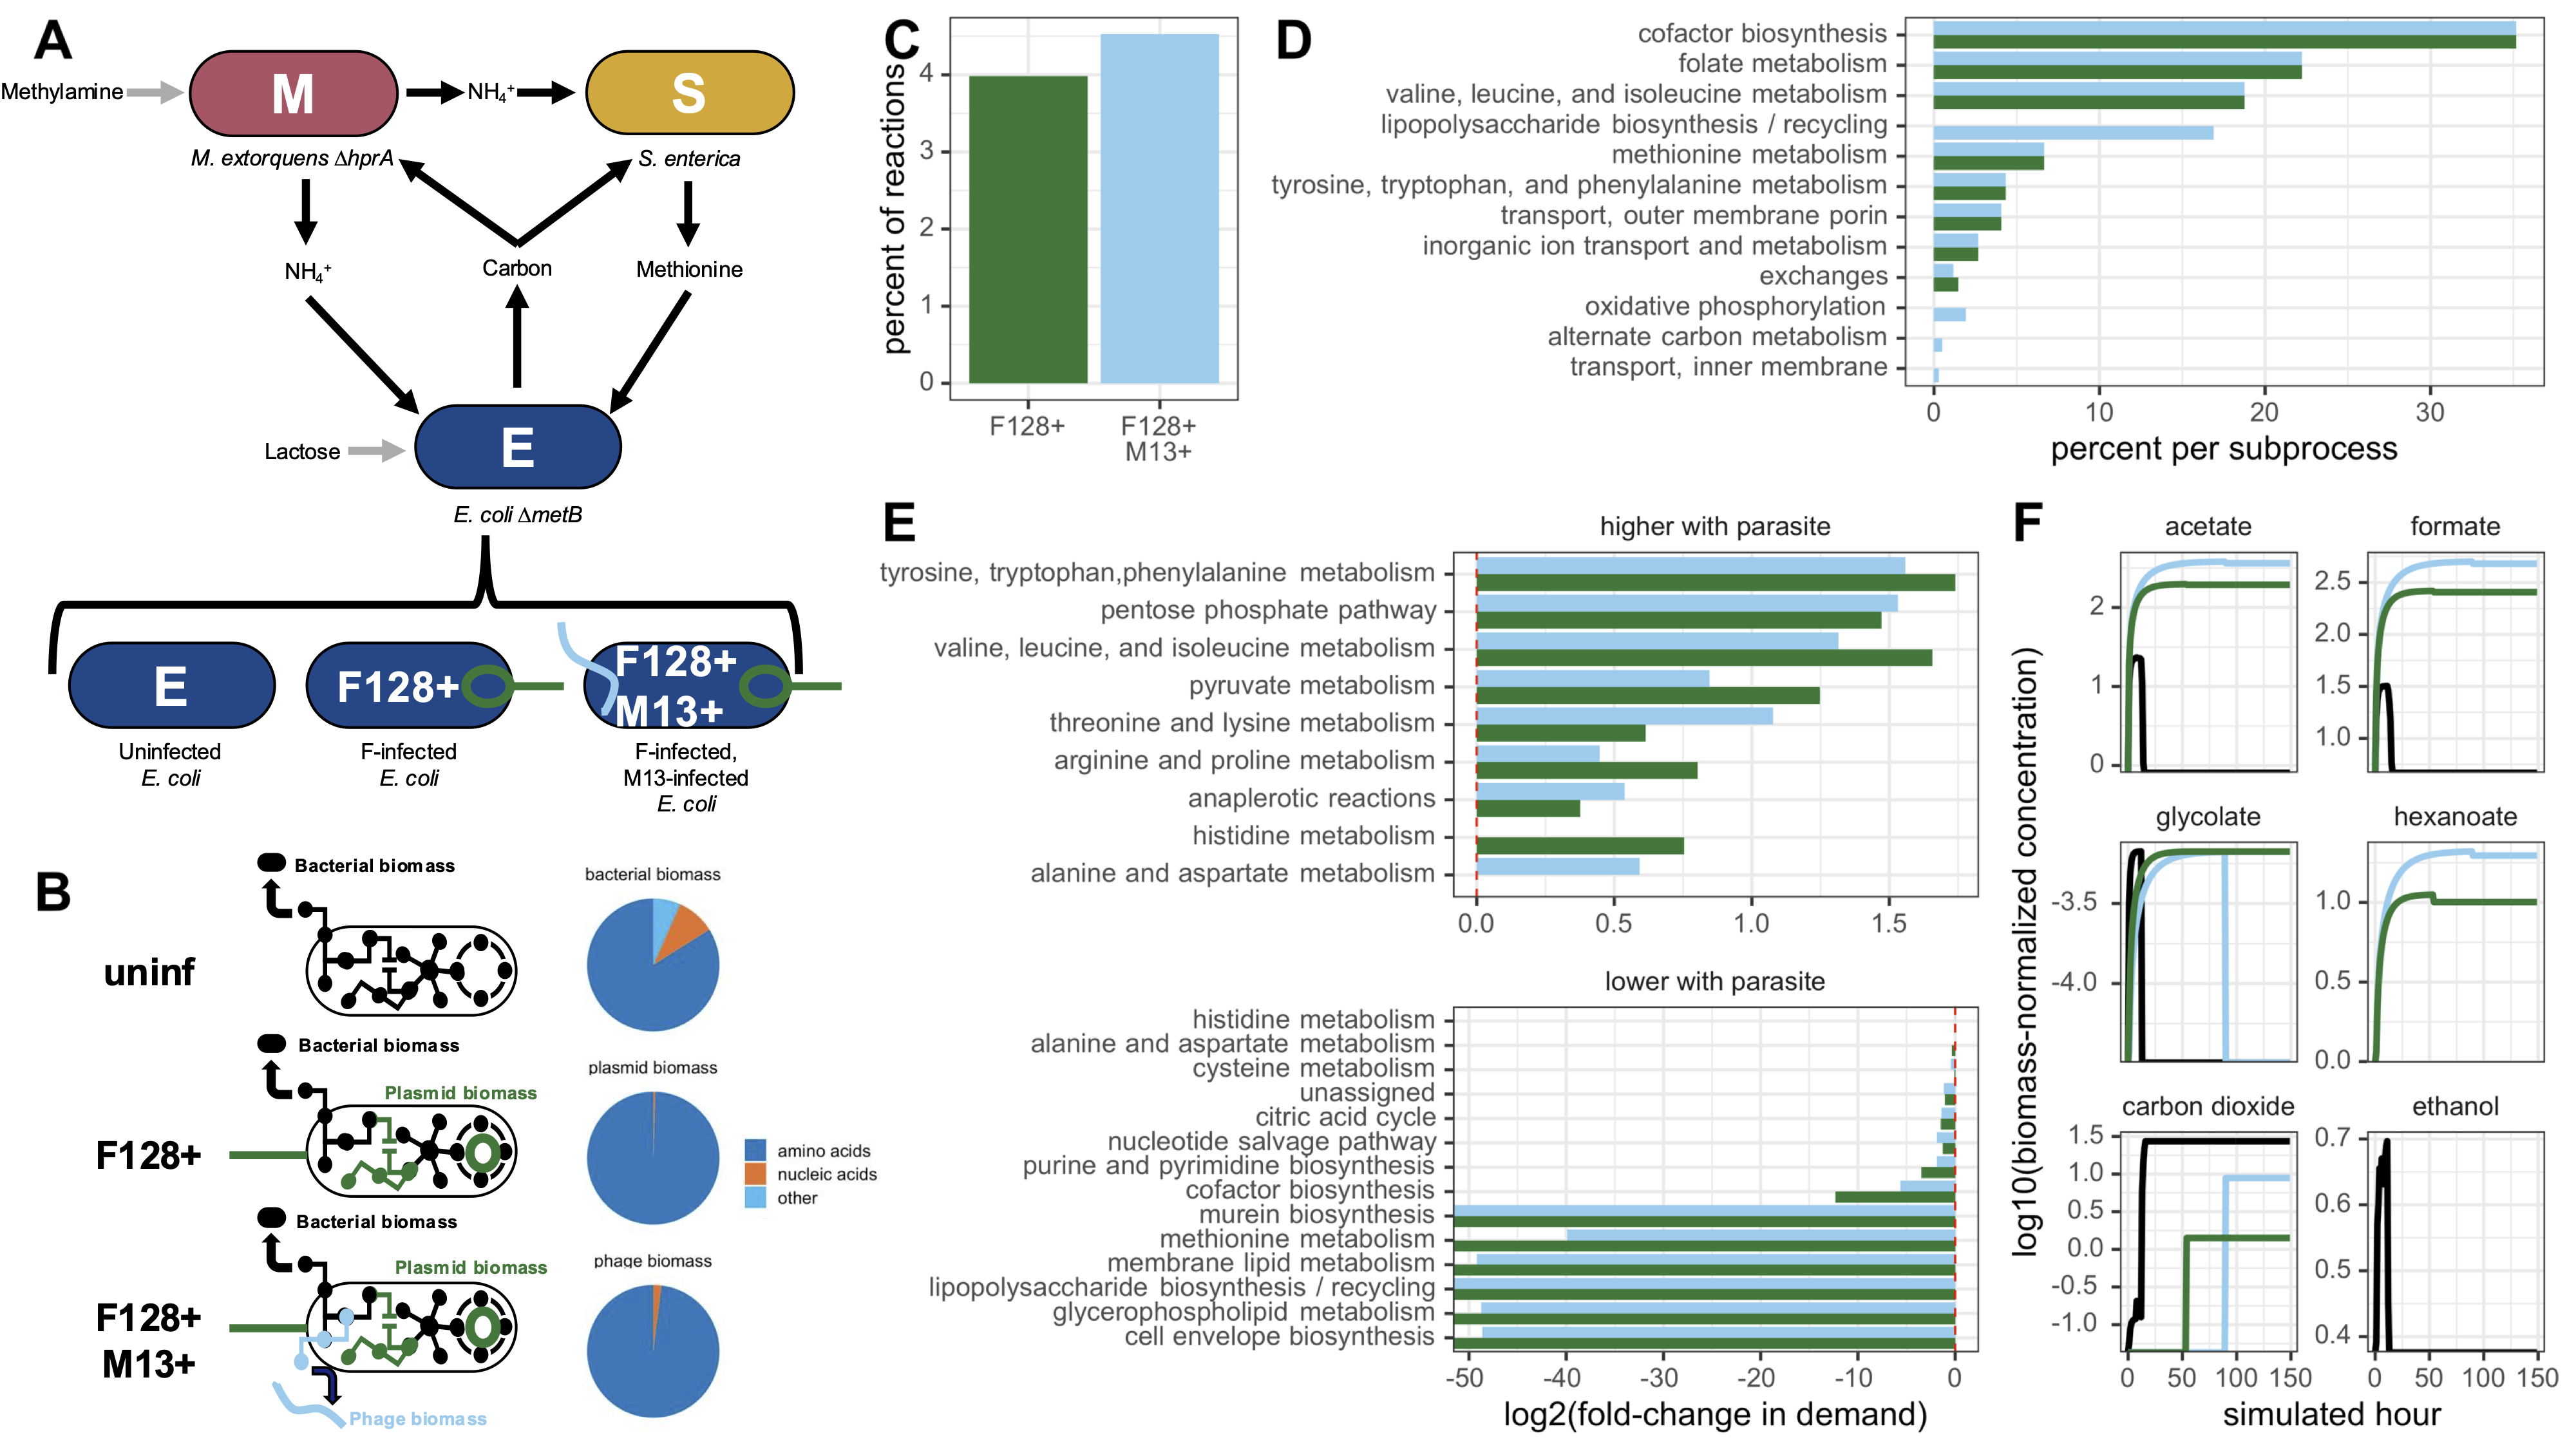 A
Methylamine
M
NH₄⁺
S
M. extorquens ΔhprA
S. enterica
NH₄⁺
Carbon
Methionine
Lactose
E
E. coli ΔmetB
E
F128+
F128+
M13+
Uninfected
E. coli
F-infected
E. coli
F-infected,
M13-infected
E. coli
B
uninf
Bacterial biomass
F128+
Bacterial biomass
Plasmid biomass
F128+
M13+
Bacterial biomass
Plasmid biomass
Phage biomass
bacterial biomass
plasmid biomass
phage biomass
amino acids
nucleic acids
other
C
percent of reactions
4
3
2
1
0
F128+
F128+
M13+
D
cofactor biosynthesis
folate metabolism
valine, leucine, and isoleucine metabolism
lipopolysaccharide biosynthesis / recycling
methionine metabolism
tyrosine, tryptophan, and phenylalanine metabolism
transport, outer membrane porin
inorganic ion transport and metabolism
exchanges
oxidative phosphorylation
alternate carbon metabolism
transport, inner membrane
0 10 20 30
percent per subprocess
E
higher with parasite
tyrosine, tryptophan,phenylalanine metabolism
pentose phosphate pathway
valine, leucine, and isoleucine metabolism
pyruvate metabolism
threonine and lysine metabolism
arginine and proline metabolism
anaplerotic reactions
histidine metabolism
alanine and aspartate metabolism
0.0 0.5 1.0 1.5
lower with parasite
histidine metabolism
alanine and aspartate metabolism
cysteine metabolism
unassigned
citric acid cycle
nucleotide salvage pathway
purine and pyrimidine biosynthesis
cofactor biosynthesis
murein biosynthesis
methionine metabolism
membrane lipid metabolism
lipopolysaccharide biosynthesis / recycling
glycerophospholipid metabolism
cell envelope biosynthesis
-50 -40 -30 -20 -10 0
log2(fold-change in demand)
F
log10(biomass-normalized concentration)
acetate
2
1
0
formate
2.5
2.0
1.5
1.0
glycolate
-3.5
-4.0
hexanoate
1.0
0.5
0.0
carbon dioxide
1.5
1.0
0.5
0.0
-0.5
-1.0
0 50 100 150
ethanol
0.7
0.6
0.5
0.4
0 50 100 150
simulated hour